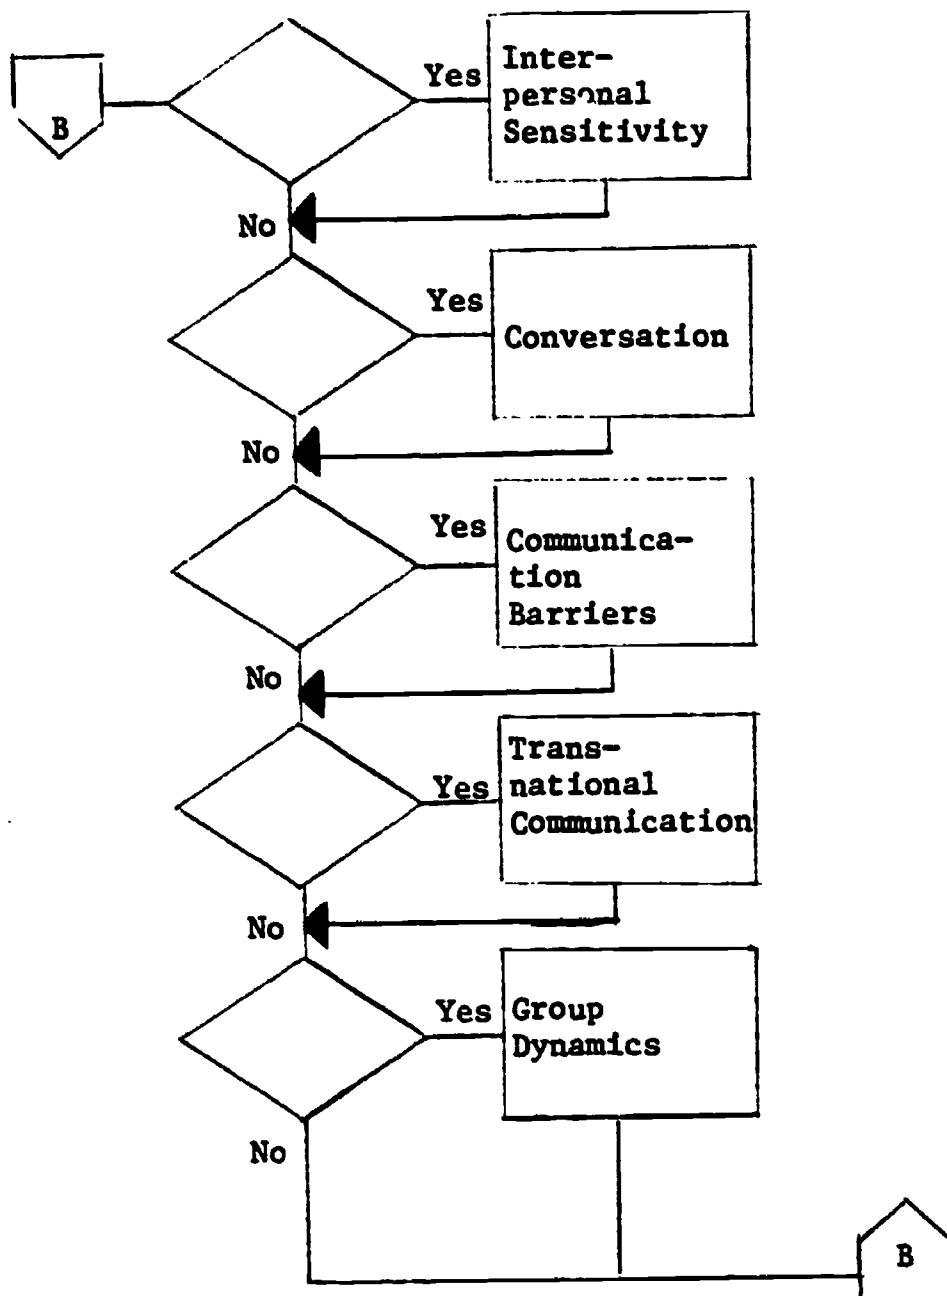 Yes
Inter-
personal
Sensitivity
B
No
Yes
Conversation
No
Yes
Communica-
tion
Barriers
No
Trans-
national
Yes
Communication
No
Yes
Group
Dynamics
No
B